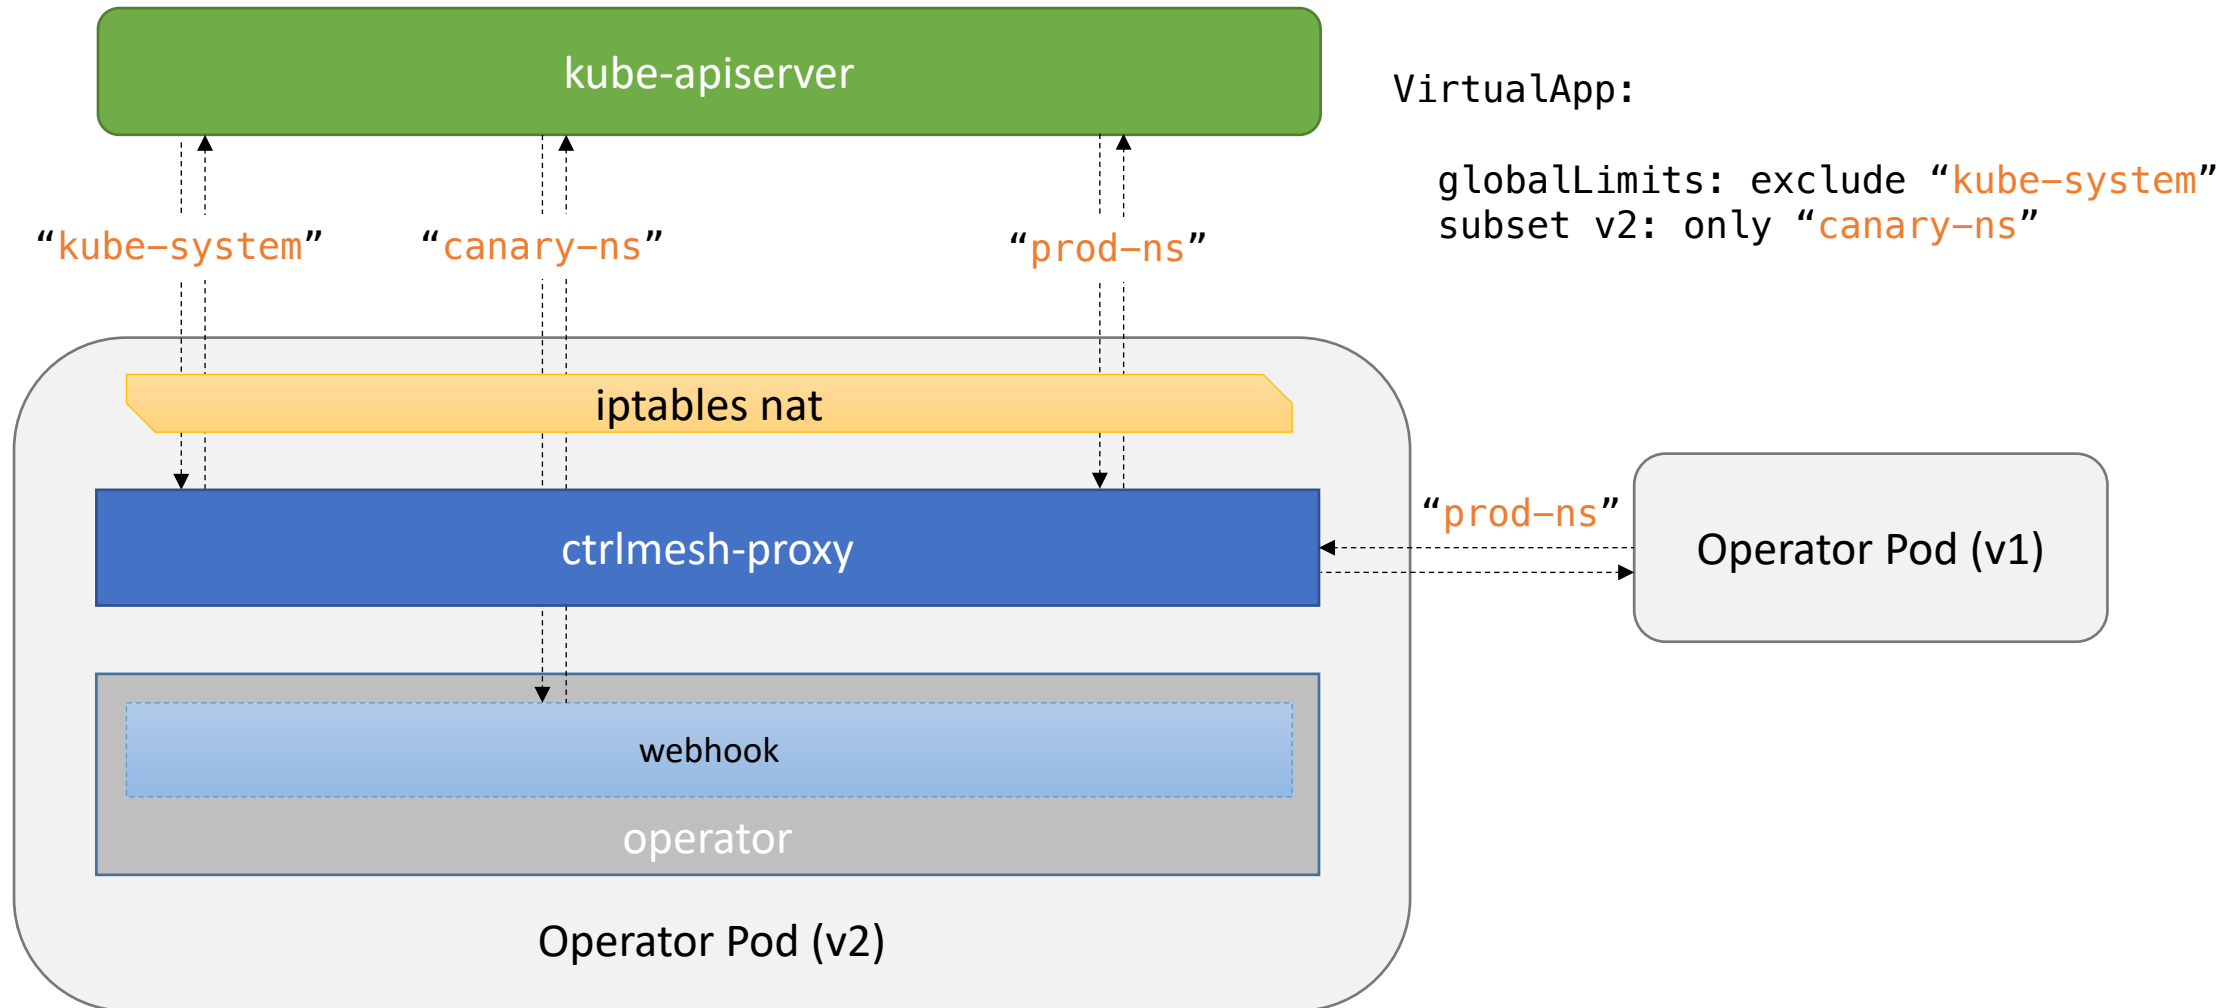 kube-apiserver
VirtualApp:
globalLimits: exclude “kube-system”
subset v2: only “canary-ns”
“kube-system”
“canary-ns”
“prod-ns”
iptables nat
ctrlmesh-proxy
“prod-ns”
Operator Pod (v1)
webhook
operator
Operator Pod (v2)